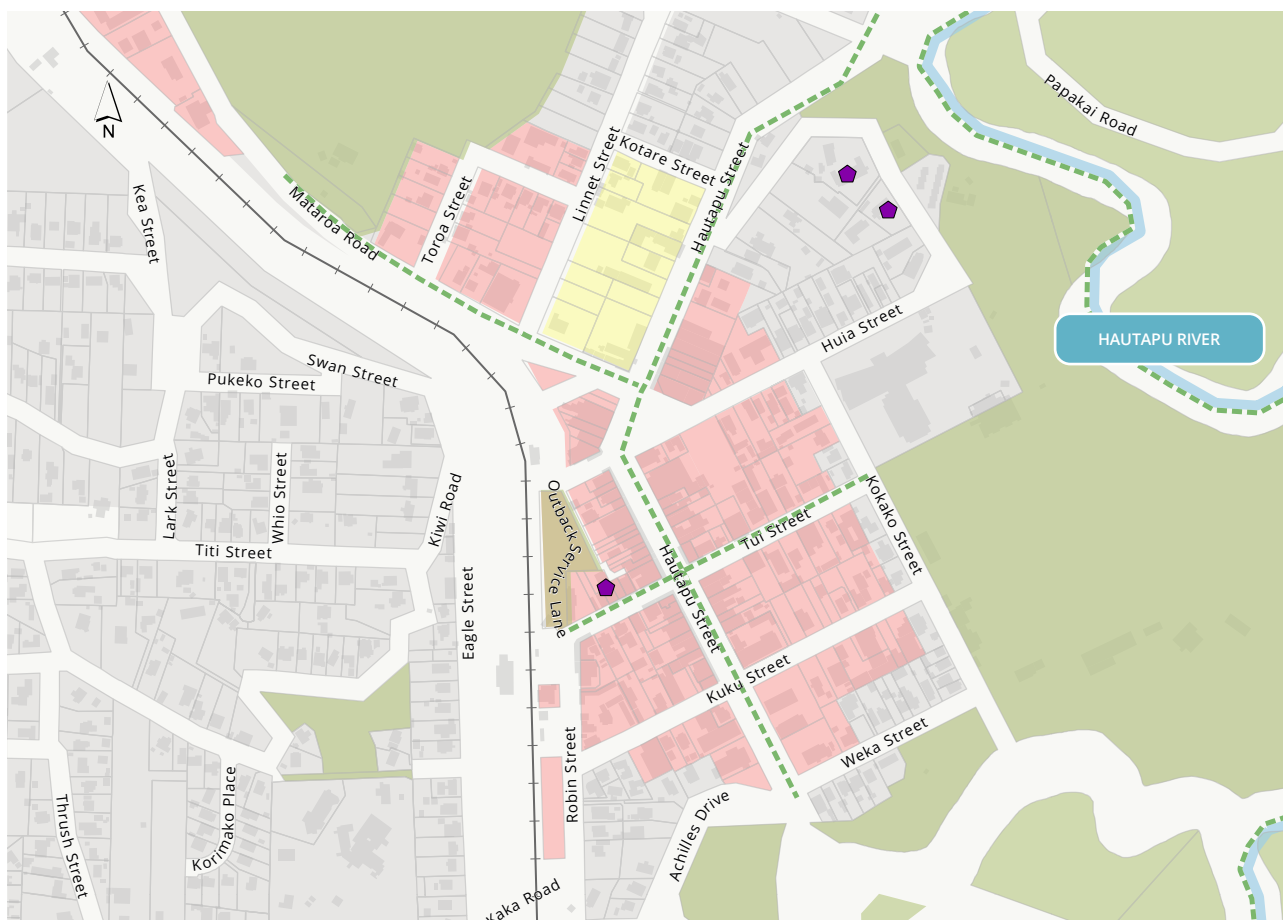 Papakai Road
N
Kotare Street
Linnet Street
Hautapu Street
Toroa Street
Kea Street
Mataroa Road
Huia Street
HAUTAPU RIVER
Swan Street
Pukeko Street
Lark Street
Whio Street
Kiwi Road
Outback Service Lane
Kokako Street
Tui Street
Titi Street
Hautapu Street
Eagle Street
Kuku Street
Weka Street
Robin Street
Korimako Place
Thrush Street
Achilles Drive
Kaka Road